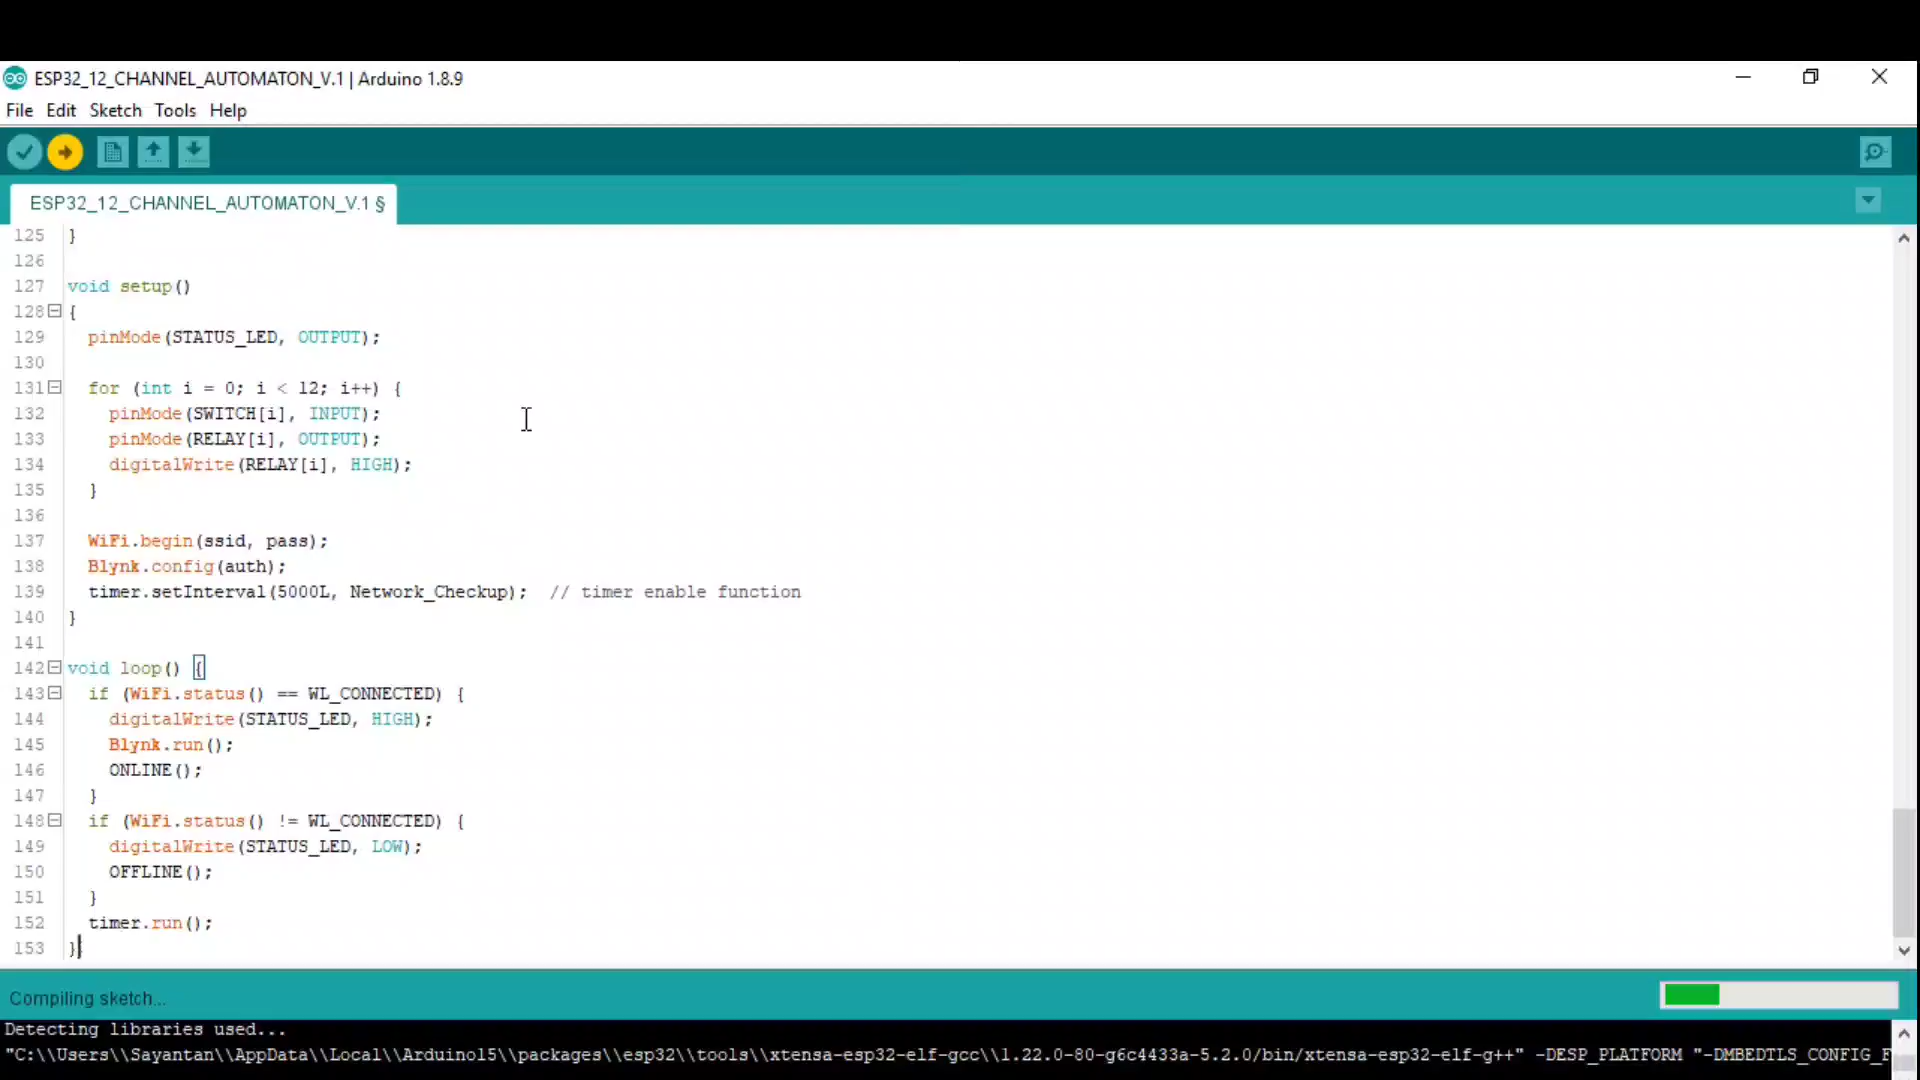 ESP32_12_CHANNEL_AUTOMATON_V.1 | Arduino 1.8.9
File Edit Sketch Tools Help
ESP32_12_CHANNEL_AUTOMATON_V.1 §
125 }
126
127 void setup()
128 {
129   pinMode(STATUS_LED, OUTPUT);
130
131   for (int i = 0; i < 12; i++) {
132     pinMode(SWITCH[i], INPUT);
133     pinMode(RELAY[i], OUTPUT);
134     digitalWrite(RELAY[i], HIGH);
135   }
136
137   WiFi.begin(ssid, pass);
138   Blynk.config(auth);
139   timer.setInterval(5000L, Network_Checkup);  // timer enable function
140 }
141
142 void loop() {
143   if (WiFi.status() == WL_CONNECTED) {
144     digitalWrite(STATUS_LED, HIGH);
145     Blynk.run();
146     ONLINE();
147   }
148   if (WiFi.status() != WL_CONNECTED) {
149     digitalWrite(STATUS_LED, LOW);
150     OFFLINE();
151   }
152   timer.run();
153 }
Compiling sketch...
Detecting libraries used...
"C:\\Users\\Sayantan\\AppData\\Local\\Arduino15\\packages\\esp32\\tools\\xtensa-esp32-elf-gcc\\1.22.0-80-g6c4433a-5.2.0/bin/xtensa-esp32-elf-g++" -DESP_PLATFORM "-DMBEDTLS_CONFIG_F